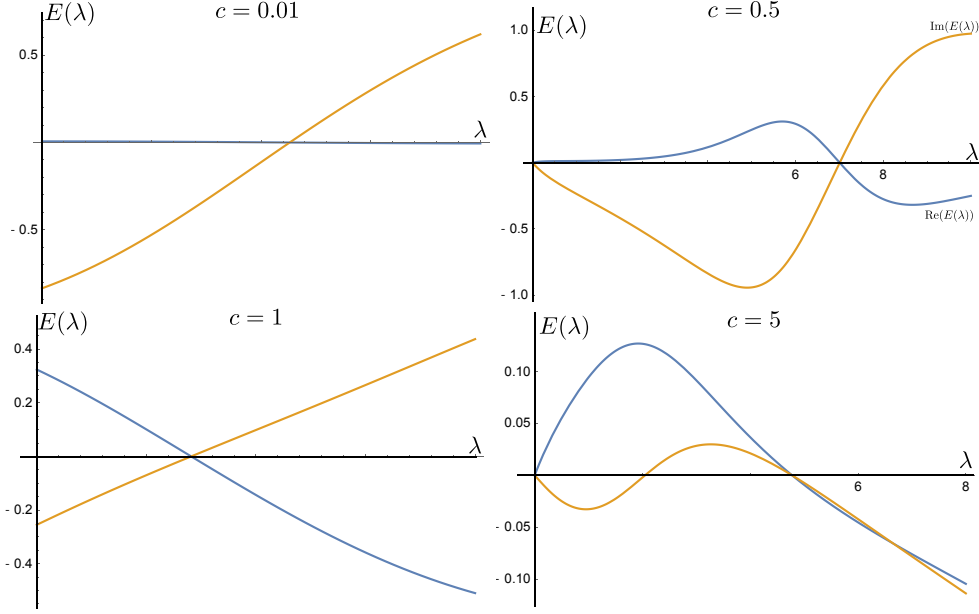 E(λ)
c = 0.01
0.5
λ
- 0.5
E(λ)
c = 0.5
1.0
Im(E(λ))
0.5
λ
6
8
Re(E(λ))
- 0.5
- 1.0
E(λ)
c = 1
0.4
0.2
λ
- 0.2
- 0.4
E(λ)
c = 5
0.10
0.05
λ
6
8
- 0.05
- 0.10